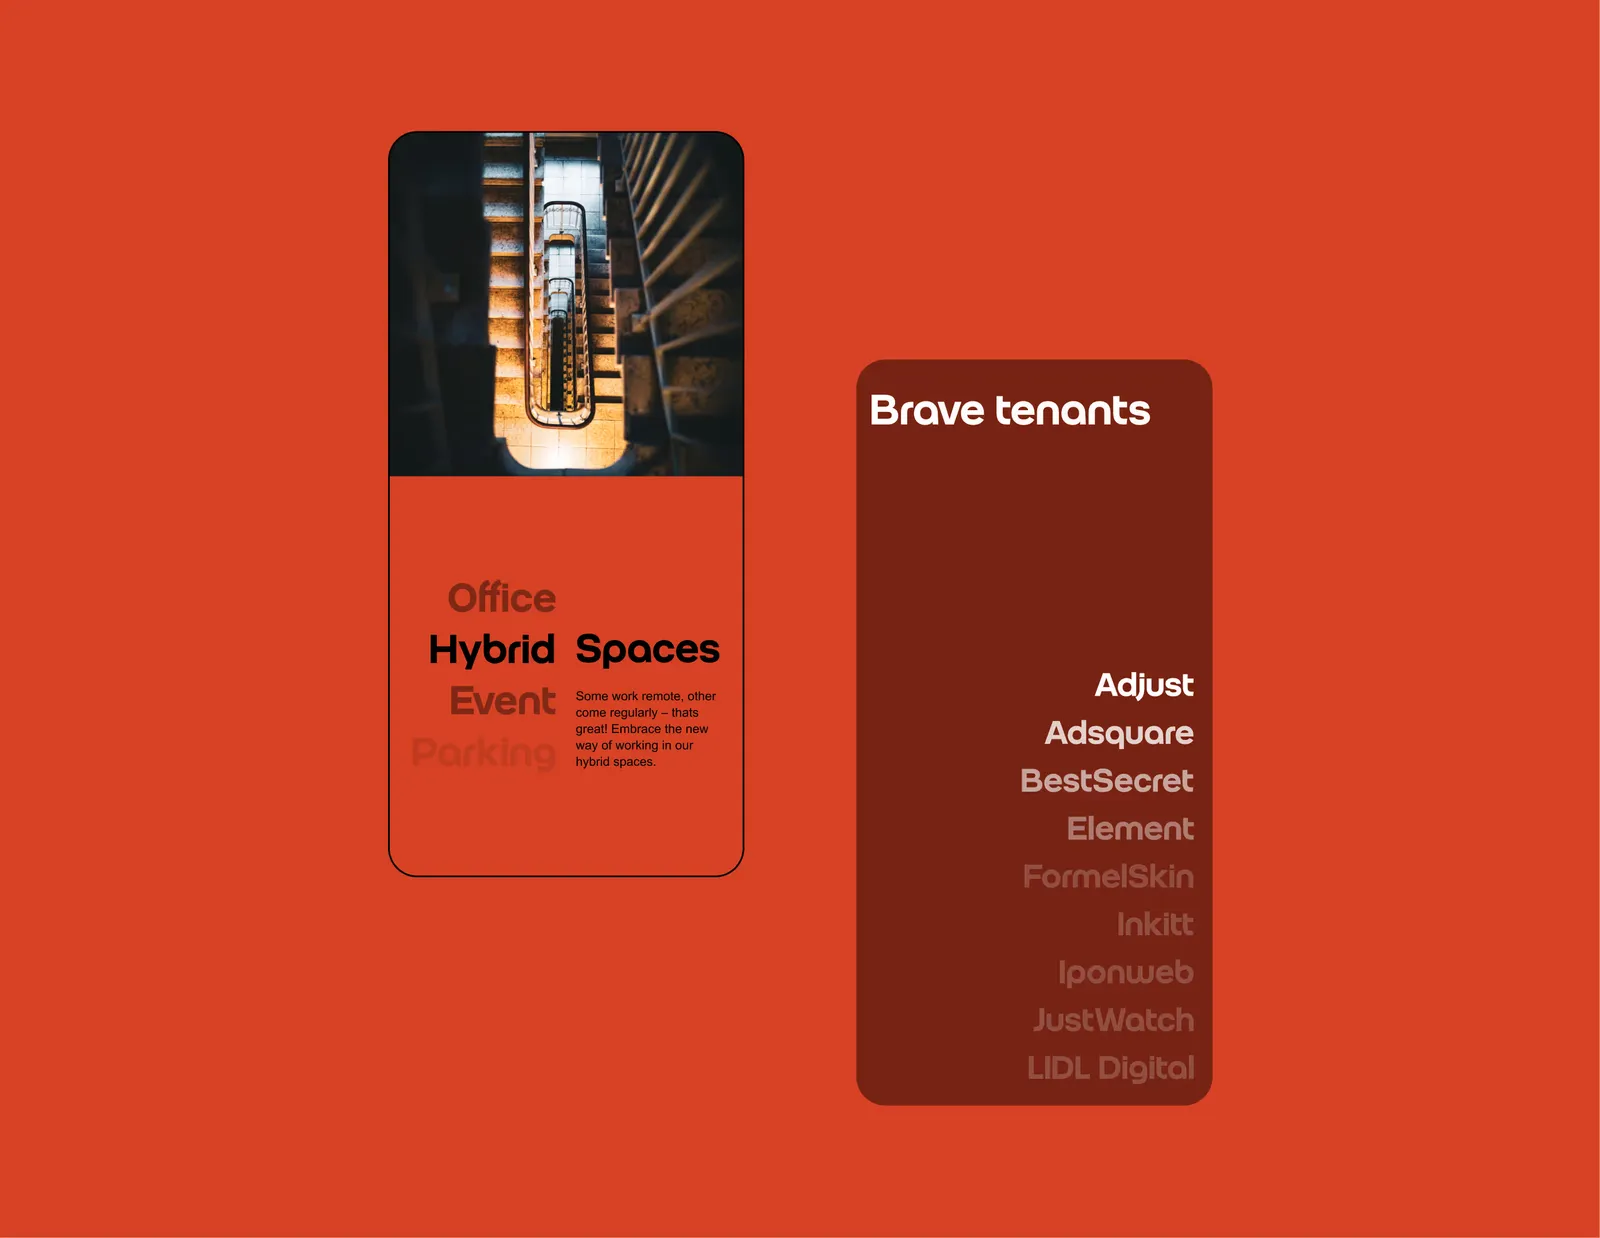 Office
Hybrid Spaces
Event
Parking
Some work remote, other
come regularly – thats
great! Embrace the new
way of working in our
hybrid spaces.
Brave tenants
Adjust
Adsquare
BestSecret
Element
FormelSkin
Inkitt
Iponweb
JustWatch
LIDL Digital